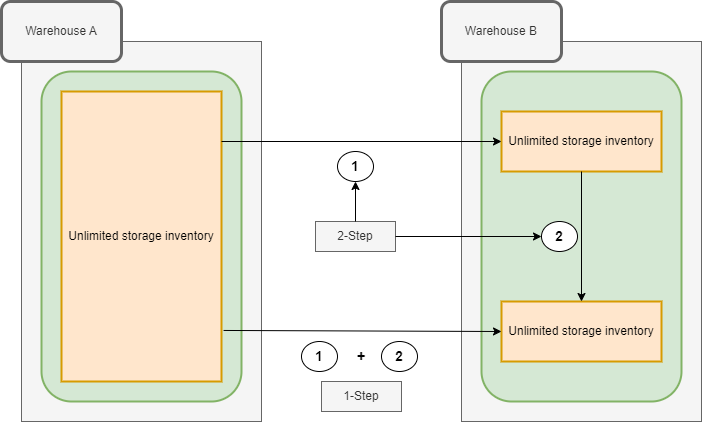 Warehouse A
Warehouse B
Unlimited storage inventory
1
2-Step
2
Unlimited storage inventory
Unlimited storage inventory
1 + 2
1-Step